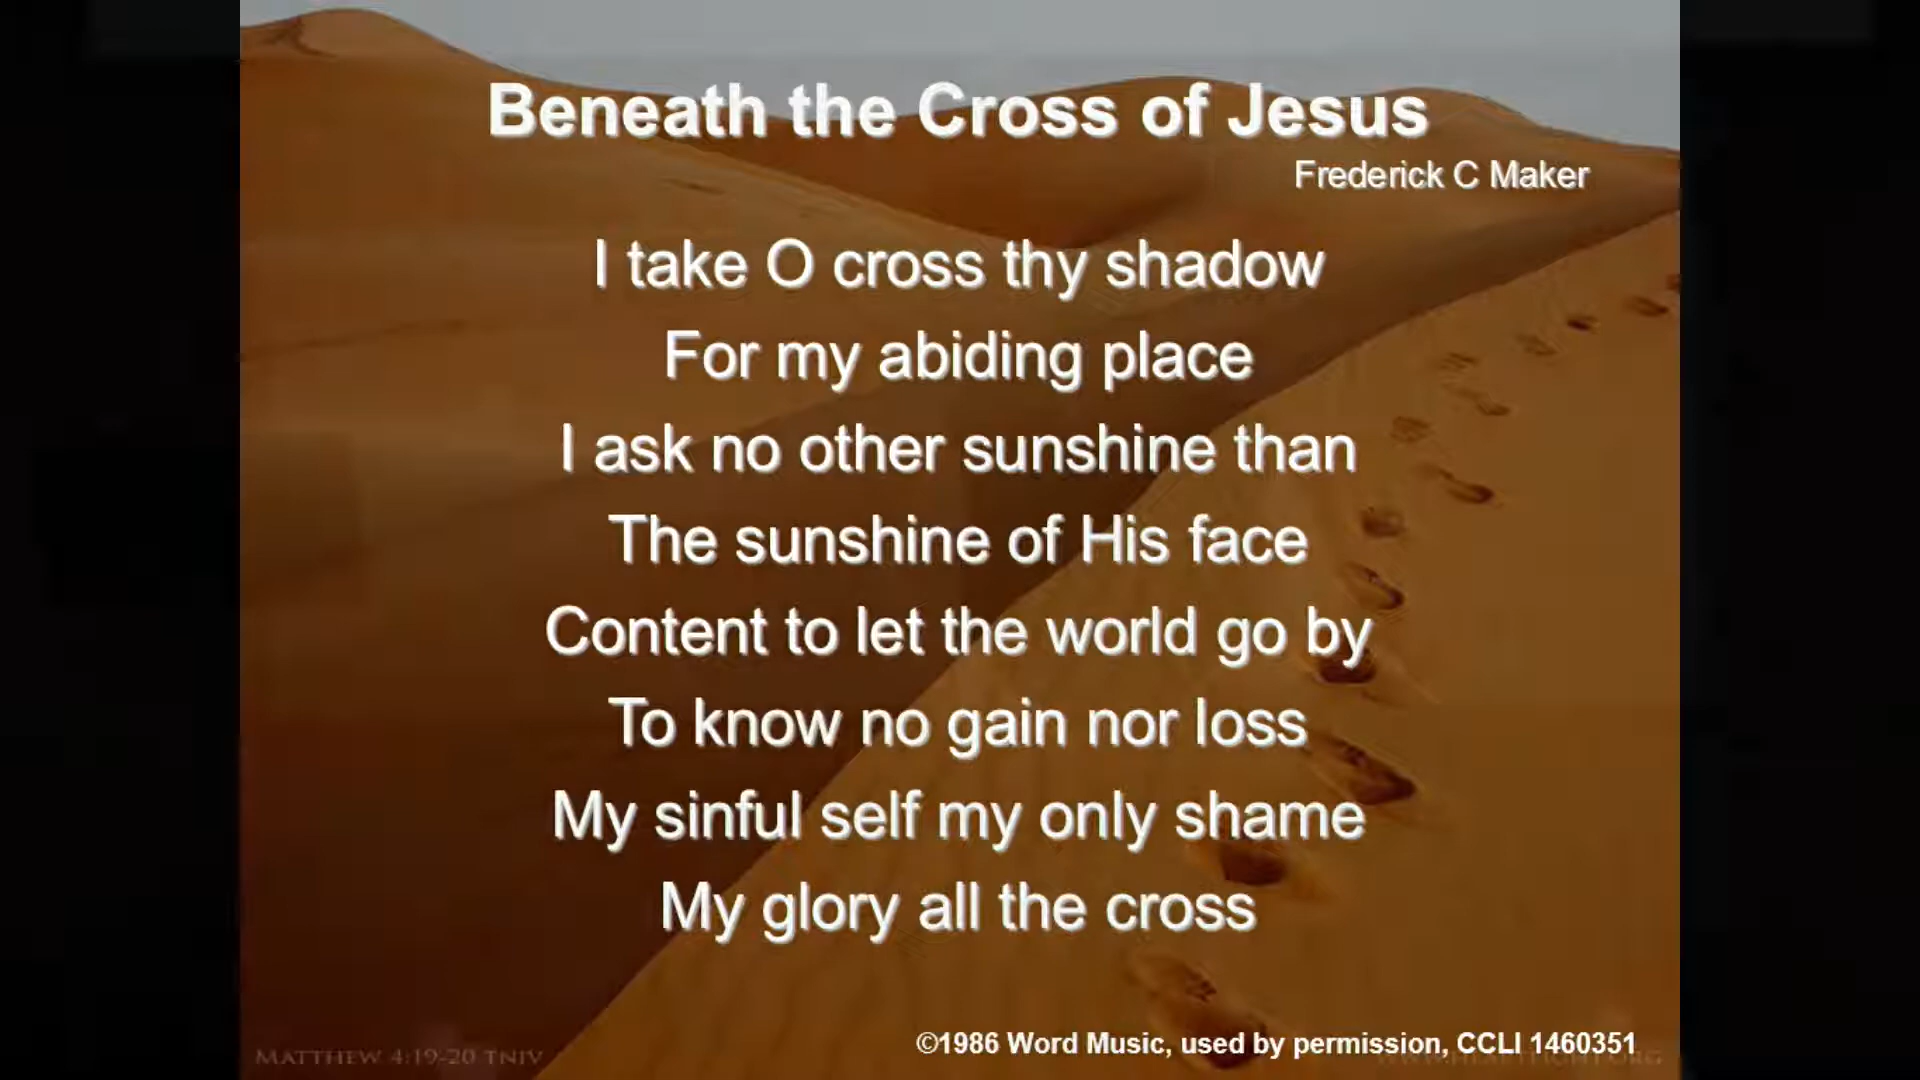 Beneath the Cross of Jesus
Frederick C Maker
I take O cross thy shadow
For my abiding place
I ask no other sunshine than
The sunshine of His face
Content to let the world go by
To know no gain nor loss
My sinful self my only shame
My glory all the cross
©1986 Word Music, used by permission, CCLI 1460351
MATTHEW 4:19-20 TNIV